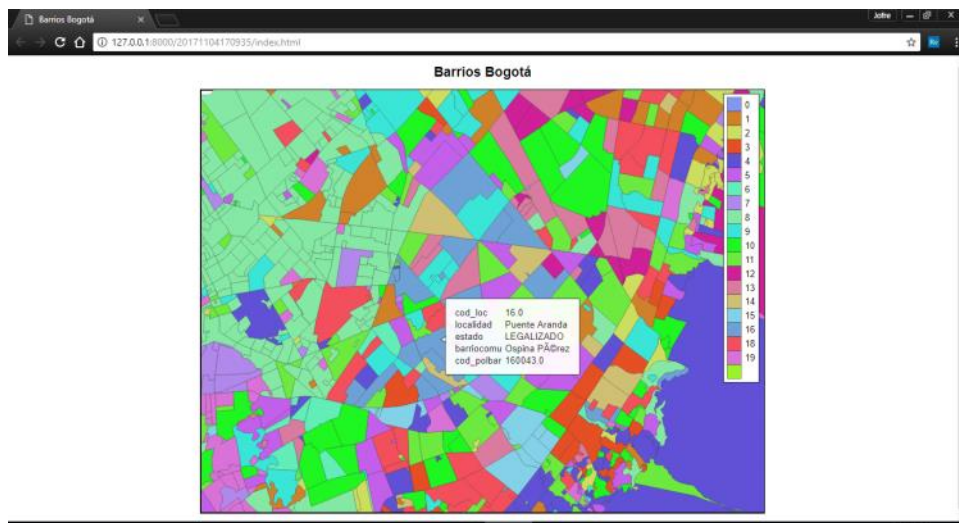 Barrios Bogotá
Jofre
127.0.0.1:8000/20171104170935/index.html
Barrios Bogotá
0
1
2
3
4
5
6
7
8
9
10
11
12
13
14
15
16
18
19
cod_loc 16.0
localidad Puente Aranda
estado LEGALIZADO
barriocomu Ospina PÃ©rez
cod_polbar 160043.0